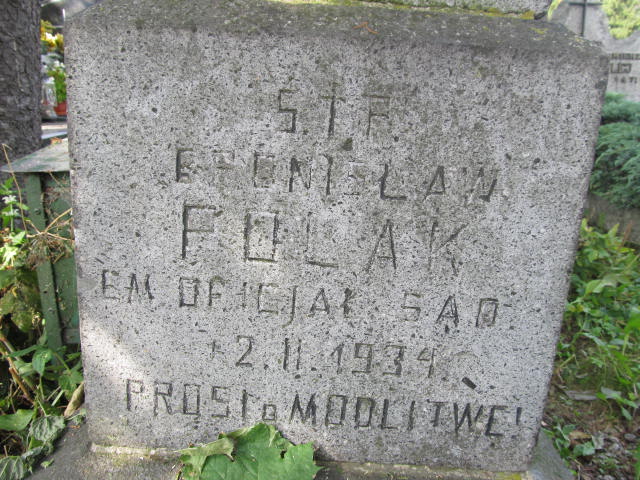 Ś.T.P.
BRONISŁAW
POLAK
EM. OFICJAŁ SĄD.
+2.II.1934.
PROSI o MODLITWĘ!